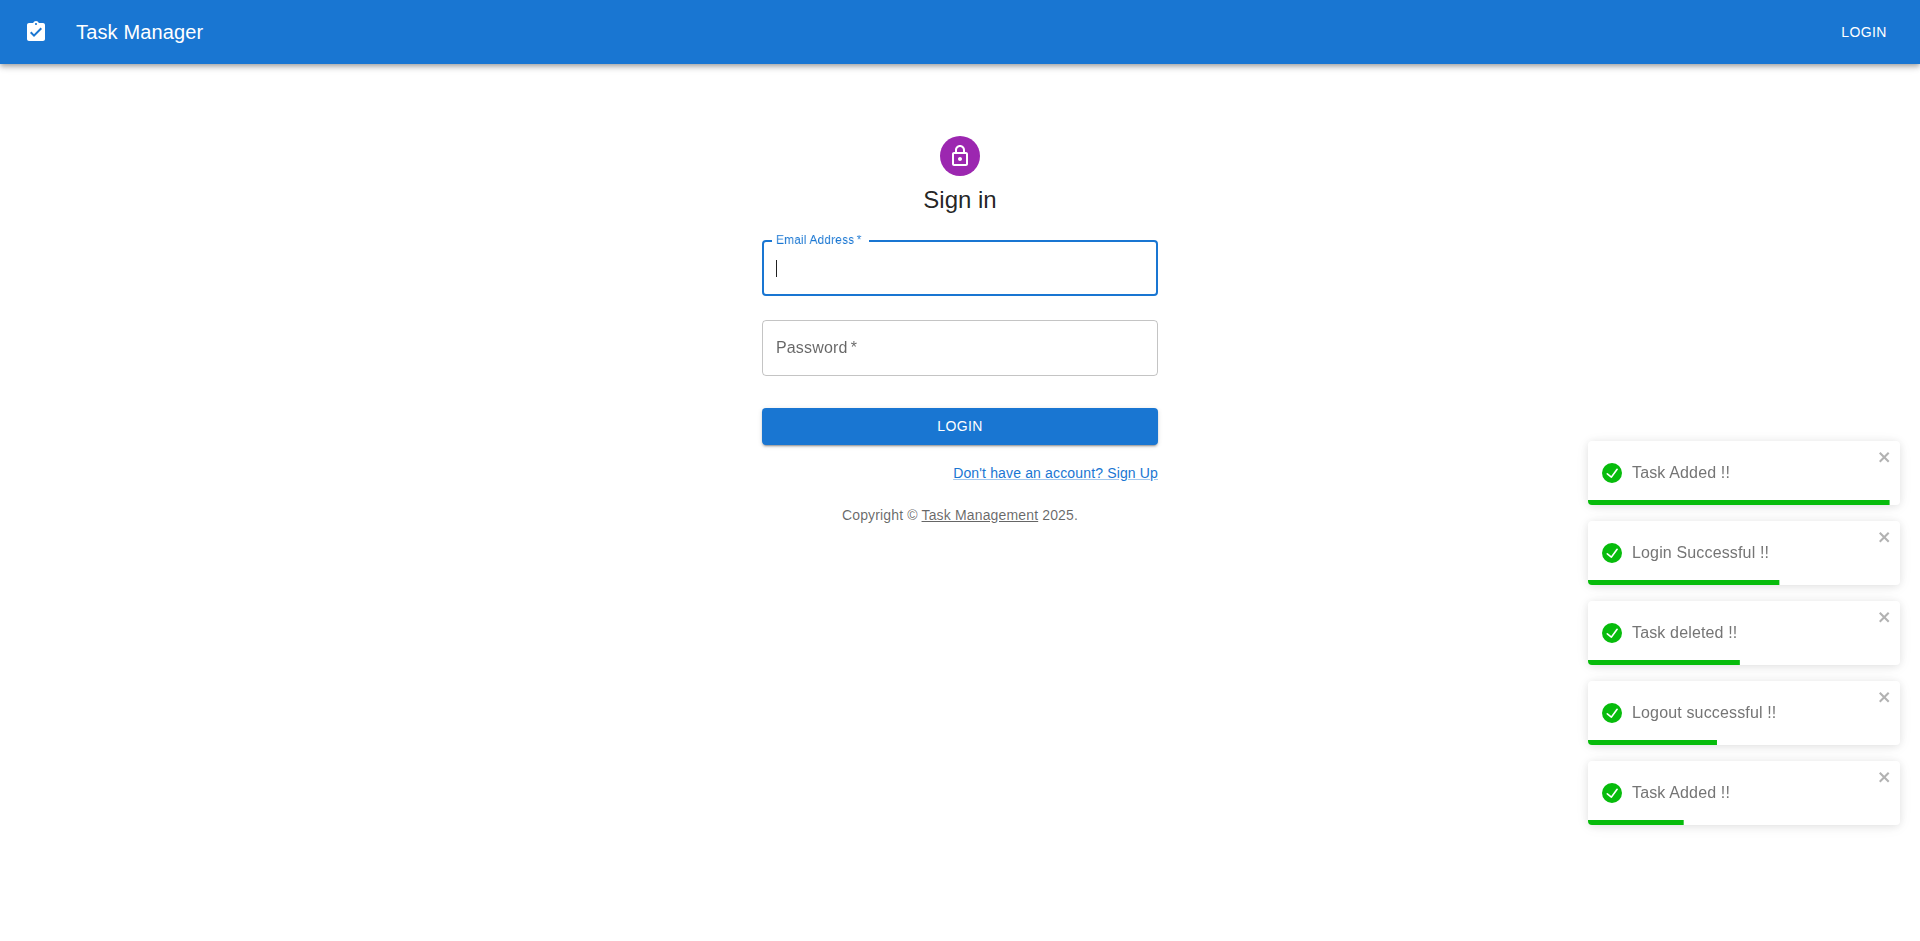 Task Manager
LOGIN
Sign in
Email Address *
Password *
LOGIN
Don't have an account? Sign Up
Copyright © Task Management 2025.
Task Added !!
Login Successful !!
Task deleted !!
Logout successful !!
Task Added !!